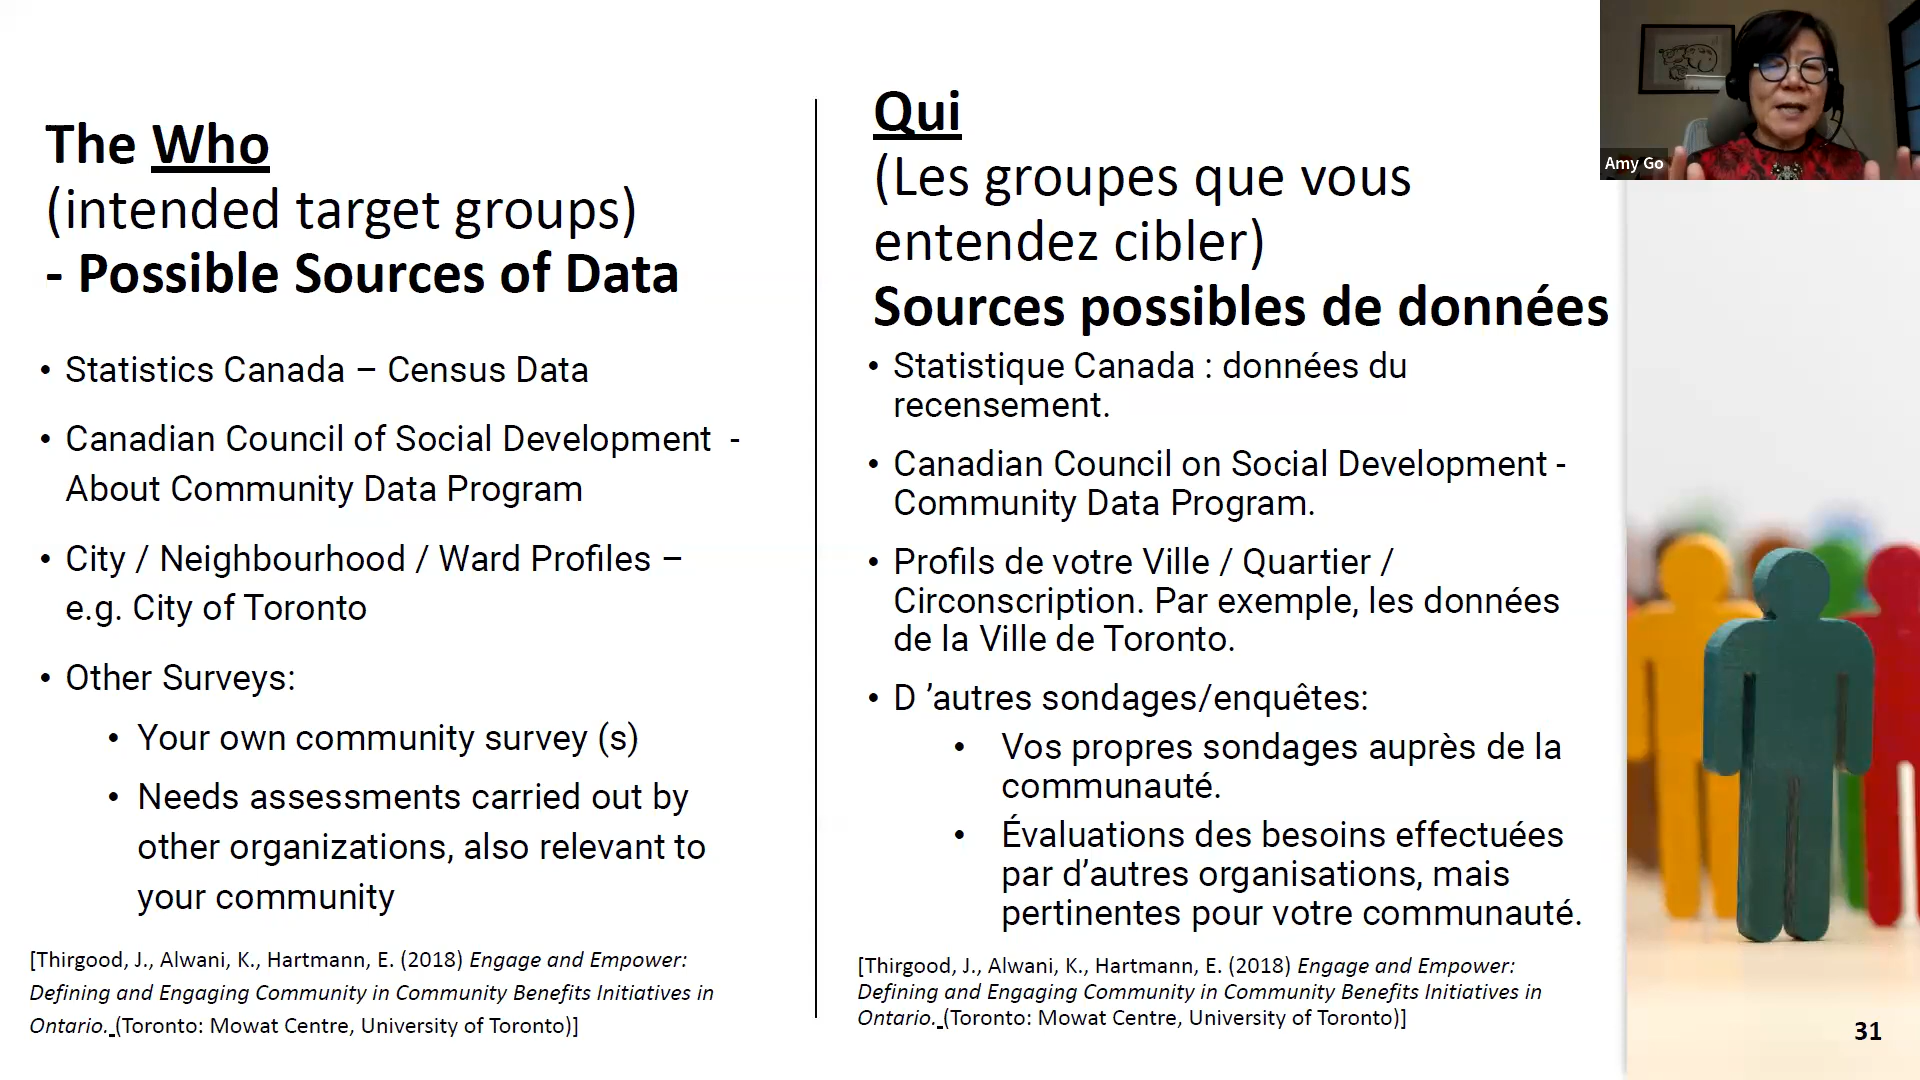 The Who
(intended target groups)
- Possible Sources of Data
• Statistics Canada – Census Data
• Canadian Council of Social Development -
About Community Data Program
• City / Neighbourhood / Ward Profiles –
e.g. City of Toronto
• Other Surveys:
• Your own community survey (s)
• Needs assessments carried out by
other organizations, also relevant to
your community
[Thirgood, J., Alwani, K., Hartmann, E. (2018) Engage and Empower:
Defining and Engaging Community in Community Benefits Initiatives in
Ontario. (Toronto: Mowat Centre, University of Toronto)]
Qui
(Les groupes que vous
entendez cibler)
Sources possibles de données
• Statistique Canada : données du
recensement.
• Canadian Council on Social Development -
Community Data Program.
• Profils de votre Ville / Quartier /
Circonscription. Par exemple, les données
de la Ville de Toronto.
• D ’autres sondages/enquêtes:
• Vos propres sondages auprès de la
communauté.
• Évaluations des besoins effectuées
par d’autres organisations, mais
pertinentes pour votre communauté.
[Thirgood, J., Alwani, K., Hartmann, E. (2018) Engage and Empower:
Defining and Engaging Community in Community Benefits Initiatives in
Ontario. (Toronto: Mowat Centre, University of Toronto)]
Amy Go
31